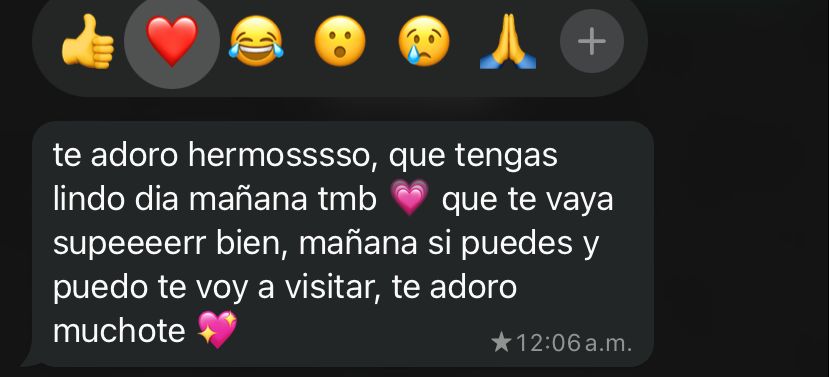 te adoro hermosssso, que tengas
lindo dia mañana tmb 💗 que te vaya
supeeeerr bien, mañana si puedes y
puedo te voy a visitar, te adoro
muchote 💖
★12:06 a.m.